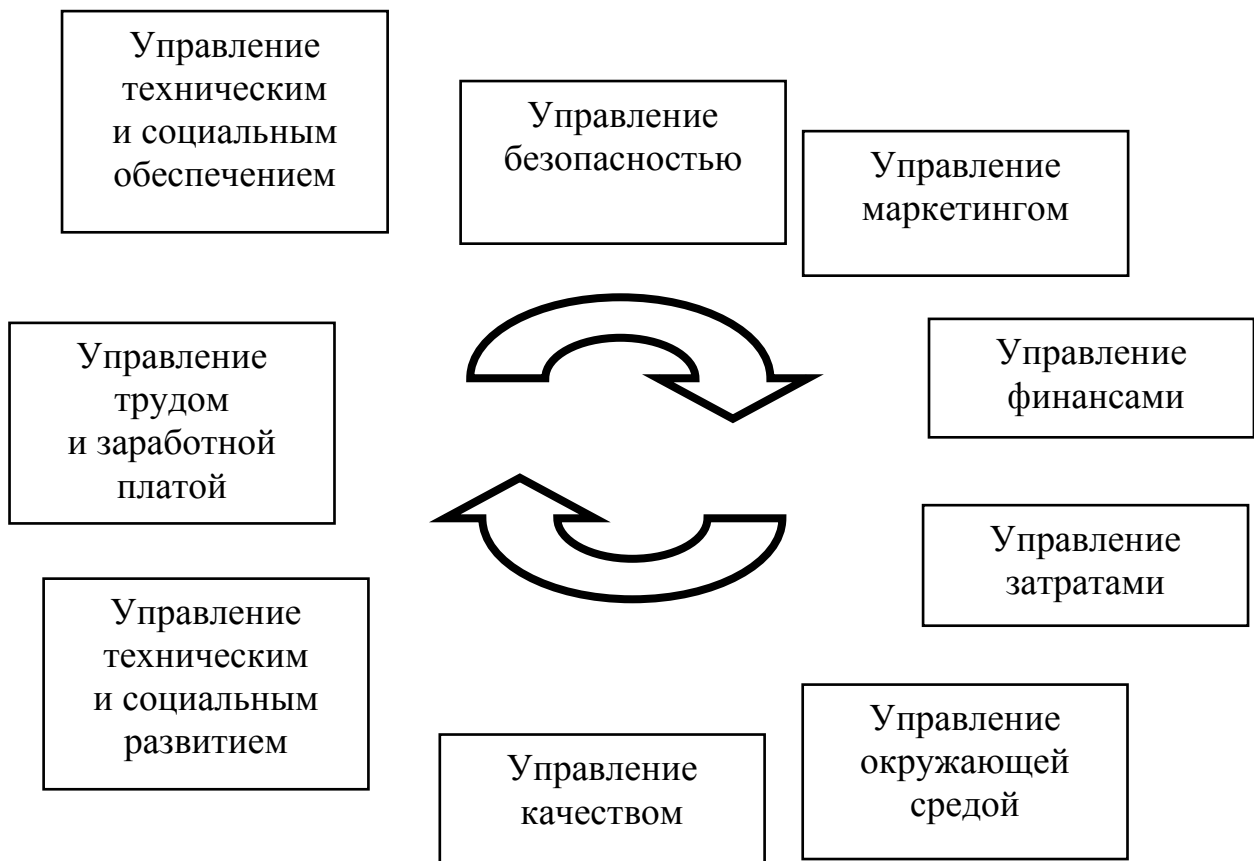 Управление
техническим
и социальным
обеспечением
Управление
безопасностью
Управление
маркетингом
Управление
финансами
Управление
затратами
Управление
окружающей
средой
Управление
качеством
Управление
техническим
и социальным
развитием
Управление
трудом
и заработной
платой